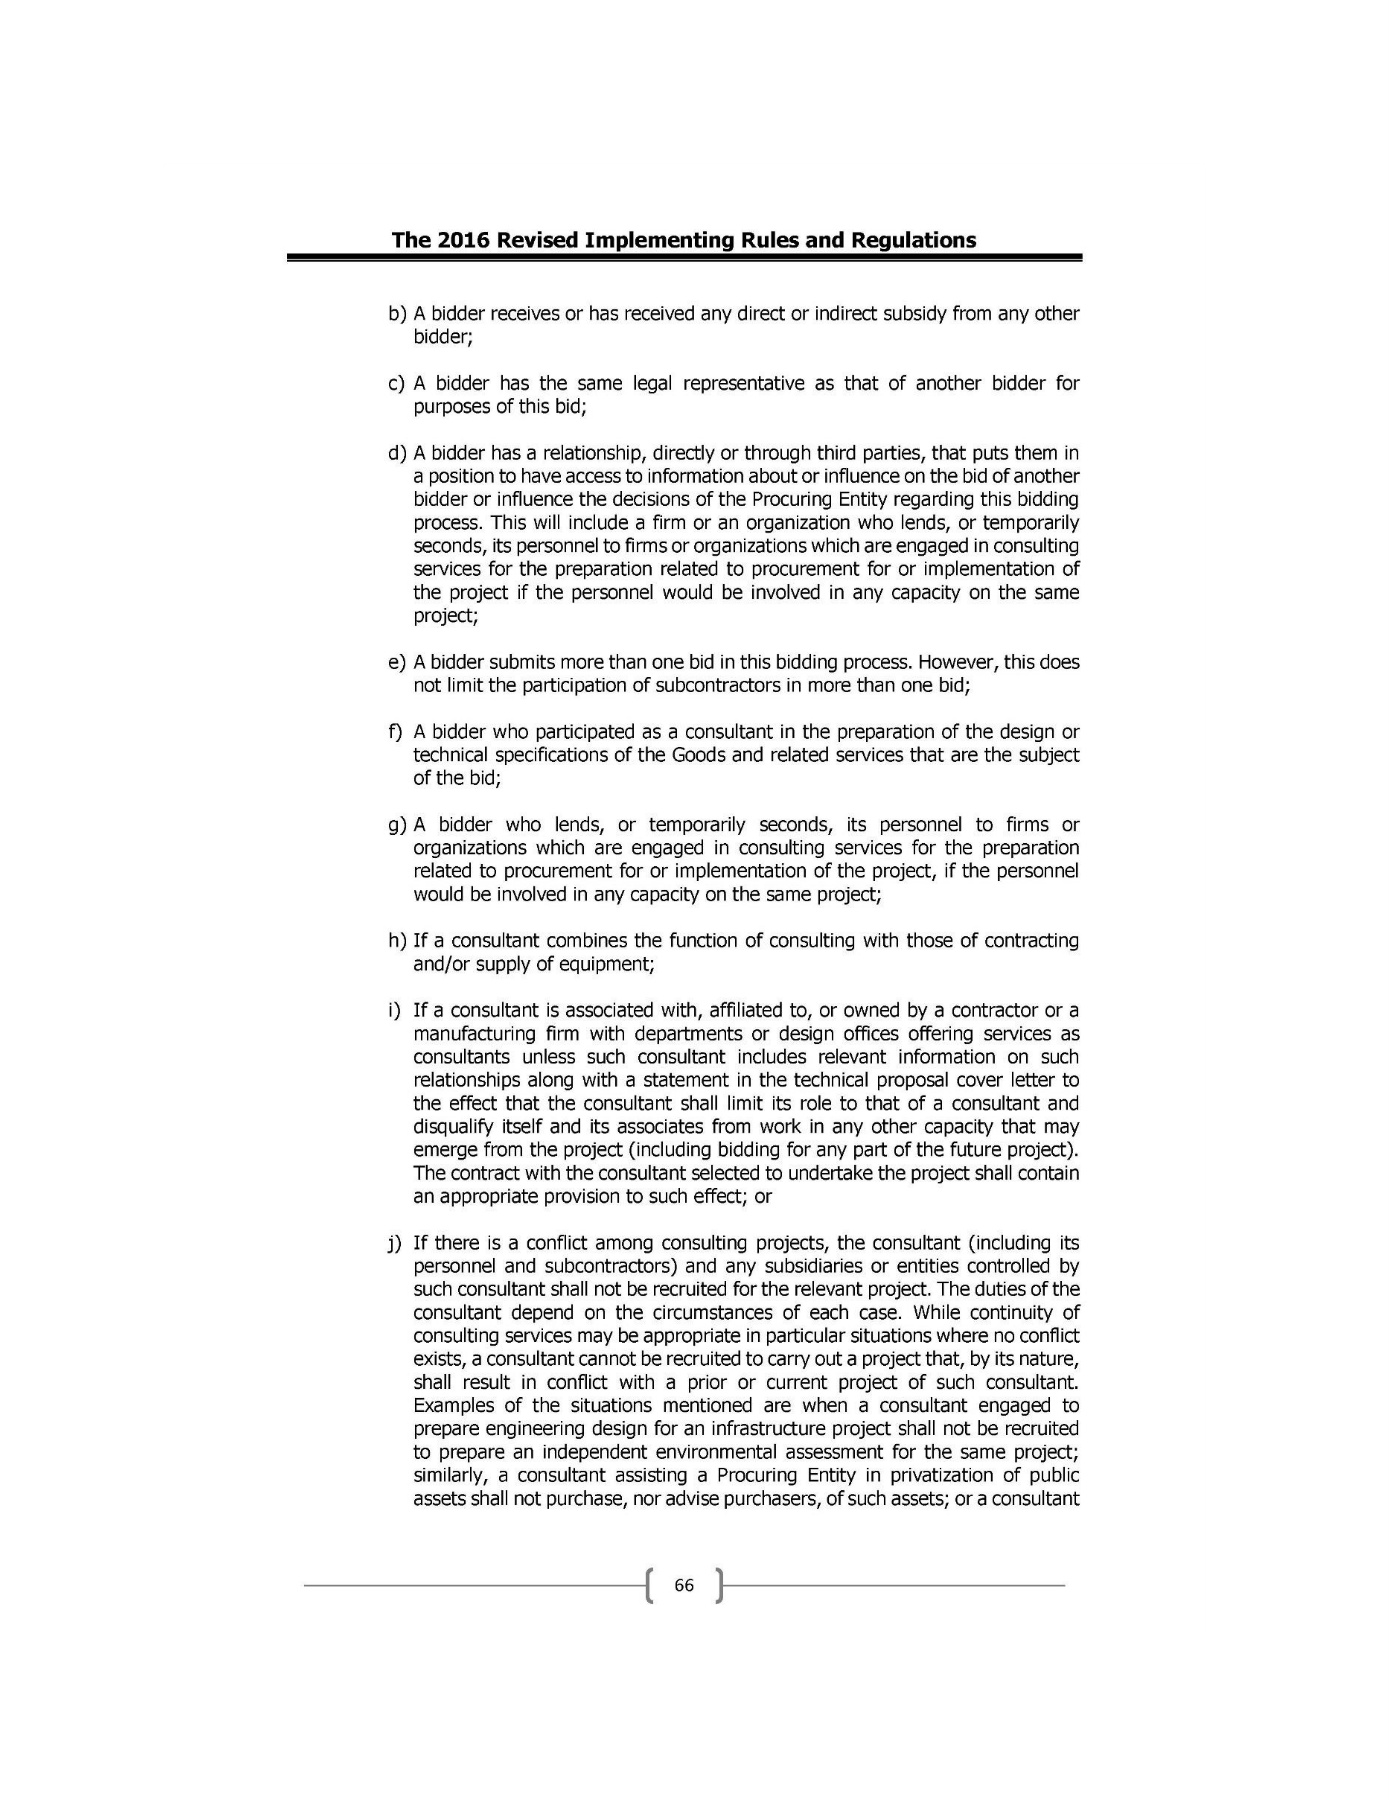 The 2016 Revised Implementing Rules and Regulations
b) A bidder receives or has received any direct or indirect subsidy from any other
bidder;
c) A bidder has the same legal representative as that of another bidder for
purposes of this bid;
d) A bidder has a relationship, directly or through third parties, that puts them in
a position to have access to information about or influence on the bid of another
bidder or influence the decisions of the Procuring Entity regarding this bidding
process. This will include a firm or an organization who lends, or temporarily
seconds, its personnel to firms or organizations which are engaged in consulting
services for the preparation related to procurement for or implementation of
the project if the personnel would be involved in any capacity on the same
project;
e) A bidder submits more than one bid in this bidding process. However, this does
not limit the participation of subcontractors in more than one bid;
f) A bidder who participated as a consultant in the preparation of the design or
technical specifications of the Goods and related services that are the subject
of the bid;
g) A bidder who lends, or temporarily seconds, its personnel to firms or
organizations which are engaged in consulting services for the preparation
related to procurement for or implementation of the project, if the personnel
would be involved in any capacity on the same project;
h) If a consultant combines the function of consulting with those of contracting
and/or supply of equipment;
i) If a consultant is associated with, affiliated to, or owned by a contractor or a
manufacturing firm with departments or design offices offering services as
consultants unless such consultant includes relevant information on such
relationships along with a statement in the technical proposal cover letter to
the effect that the consultant shall limit its role to that of a consultant and
disqualify itself and its associates from work in any other capacity that may
emerge from the project (including bidding for any part of the future project).
The contract with the consultant selected to undertake the project shall contain
an appropriate provision to such effect; or
j) If there is a conflict among consulting projects, the consultant (including its
personnel and subcontractors) and any subsidiaries or entities controlled by
such consultant shall not be recruited for the relevant project. The duties of the
consultant depend on the circumstances of each case. While continuity of
consulting services may be appropriate in particular situations where no conflict
exists, a consultant cannot be recruited to carry out a project that, by its nature,
shall result in conflict with a prior or current project of such consultant.
Examples of the situations mentioned are when a consultant engaged to
prepare engineering design for an infrastructure project shall not be recruited
to prepare an independent environmental assessment for the same project;
similarly, a consultant assisting a Procuring Entity in privatization of public
assets shall not purchase, nor advise purchasers, of such assets; or a consultant
66